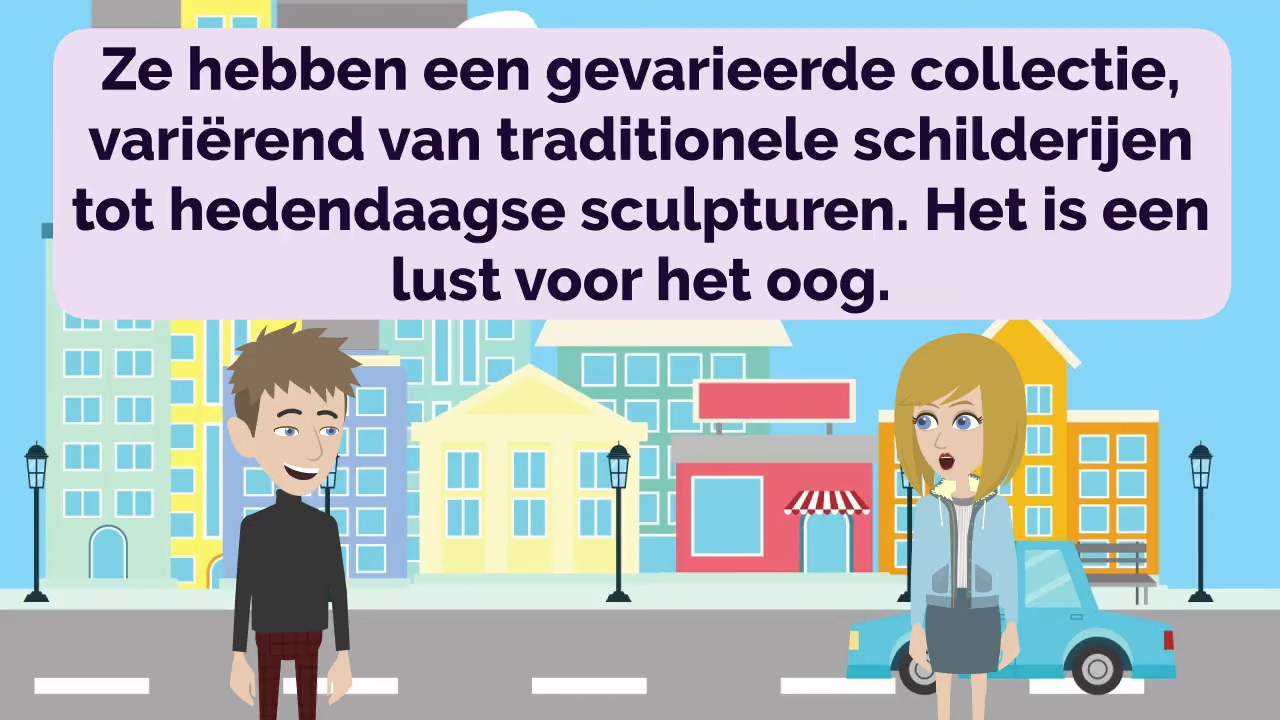 Ze hebben een gevarieerde collectie,
variërend van traditionele schilderijen
tot hedendaagse sculpturen. Het is een
lust voor het oog.